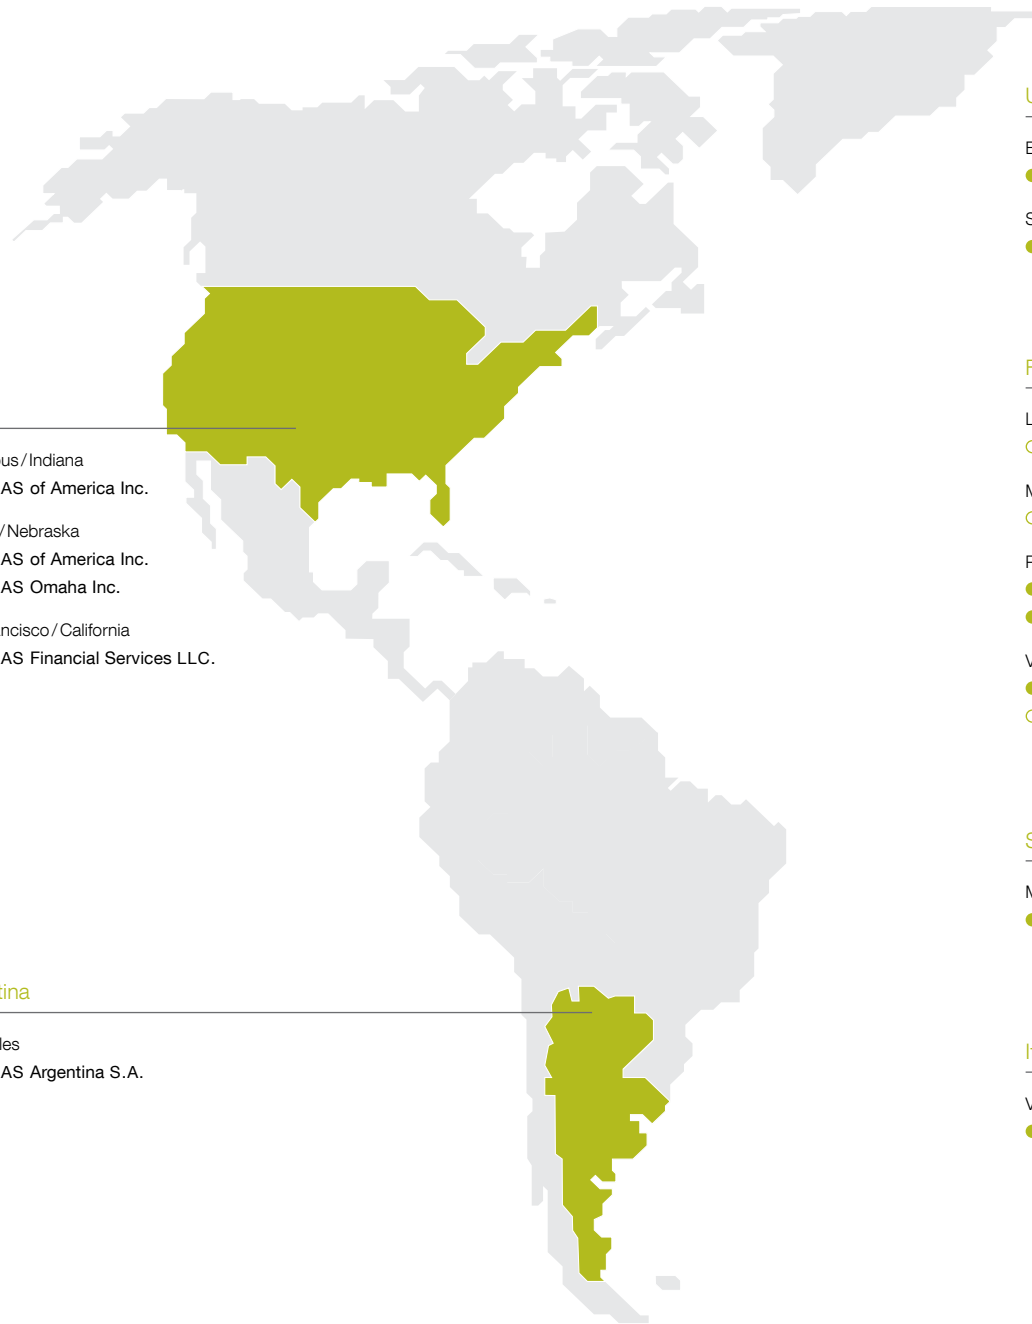 us/Indiana
AS of America Inc.
/Nebraska
AS of America Inc.
AS Omaha Inc.
ncisco/California
AS Financial Services LLC.
tina
les
AS Argentina S.A.
U
E
S
F
L
M
P
V
S
M
It
V